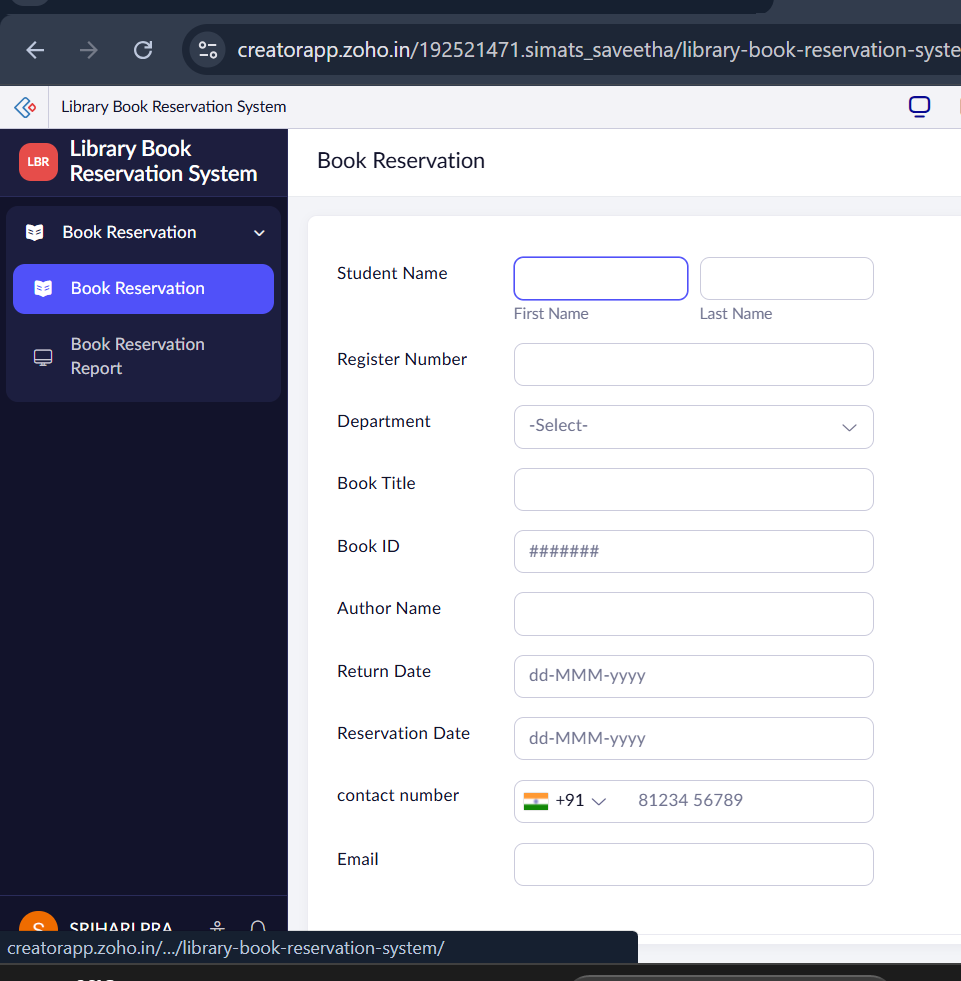 creatorapp.zoho.in/192521471.simats_saveetha/library-book-reservation-syste
Library Book Reservation System
LBR
Library Book
Reservation System
Book Reservation
Book Reservation
Book Reservation
Report
Book Reservation
Student Name
First Name
Last Name
Register Number
Department
-Select-
Book Title
Book ID
#######
Author Name
Return Date
dd-MMM-yyyy
Reservation Date
dd-MMM-yyyy
contact number
+91
81234 56789
Email
S
SRIHARI PRA
creatorapp.zoho.in/.../library-book-reservation-system/